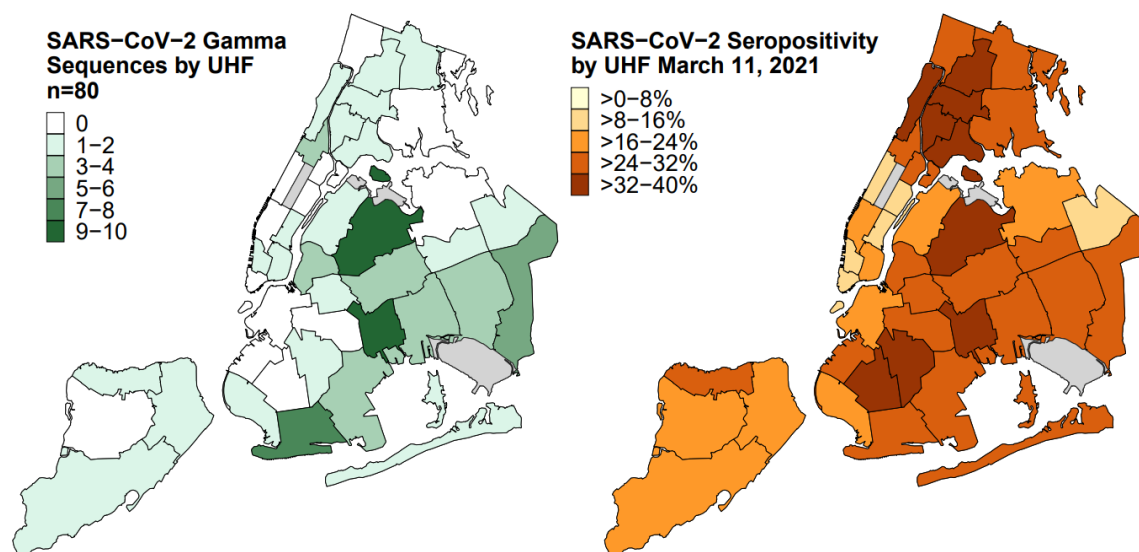 SARS−CoV−2 Gamma
Sequences by UHF
n=80
0
1−2
3−4
5−6
7−8
9−10
SARS−CoV−2 Seropositivity
by UHF March 11, 2021
>0−8%
>8−16%
>16−24%
>24−32%
>32−40%